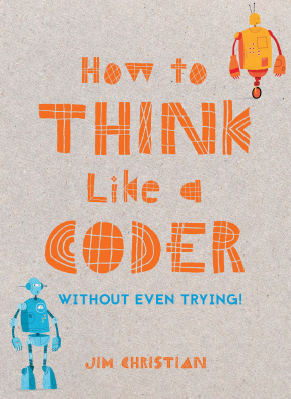 How to
THINK
Like a
CODER
WITHOUT EVEN TRYING!
JIM CHRISTIAN